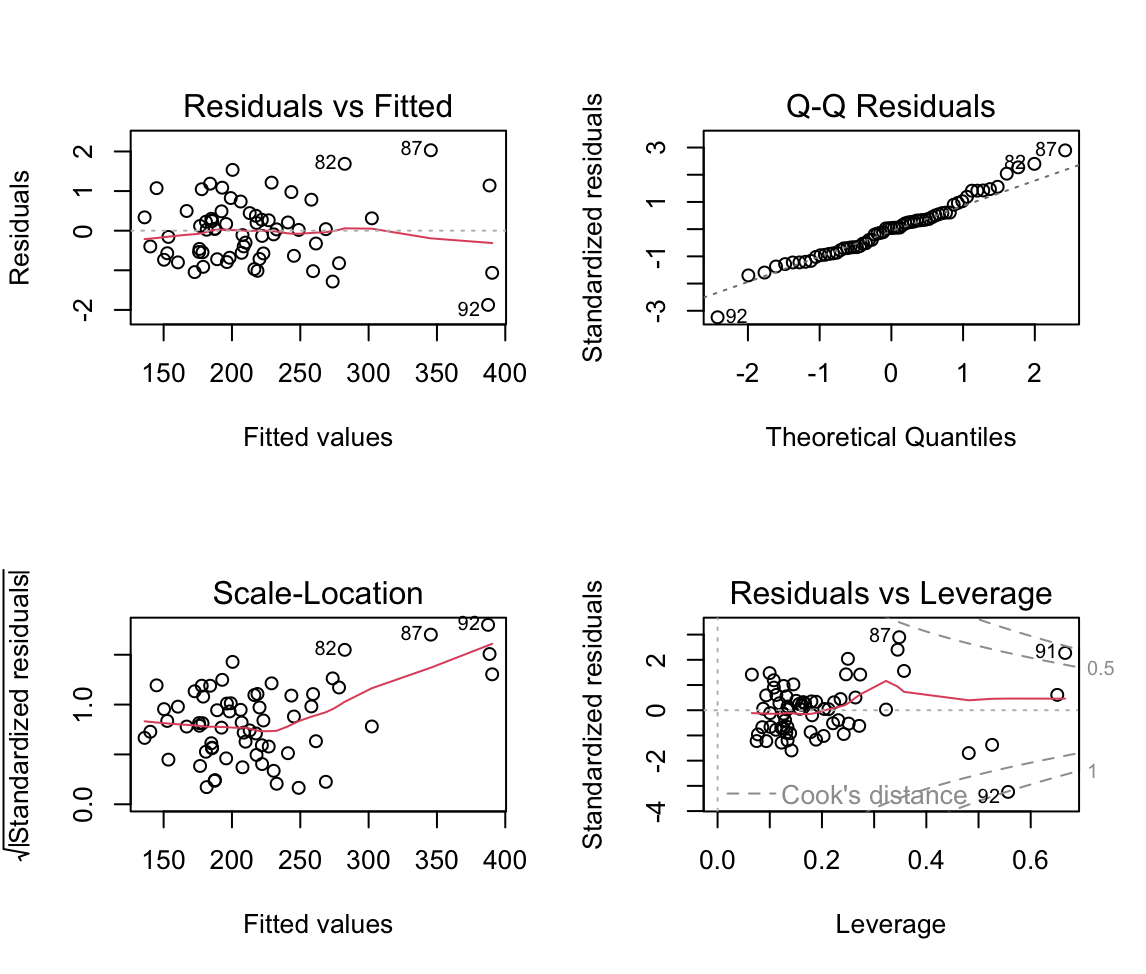 Residuals vs Fitted
Residuals
2
1
0
-2
82
87
92
150 200 250 300 350 400
Fitted values
Q-Q Residuals
Standardized residuals
3
1
-1
-3
82
87
92
-2 -1 0 1 2
Theoretical Quantiles
Scale-Location
√|Standardized residuals|
1.0
0.0
82
87
92
150 200 250 300 350 400
Fitted values
Residuals vs Leverage
Standardized residuals
2
0
-2
-4
87
91
0.5
1
Cook's distance
92
0.0 0.2 0.4 0.6
Leverage